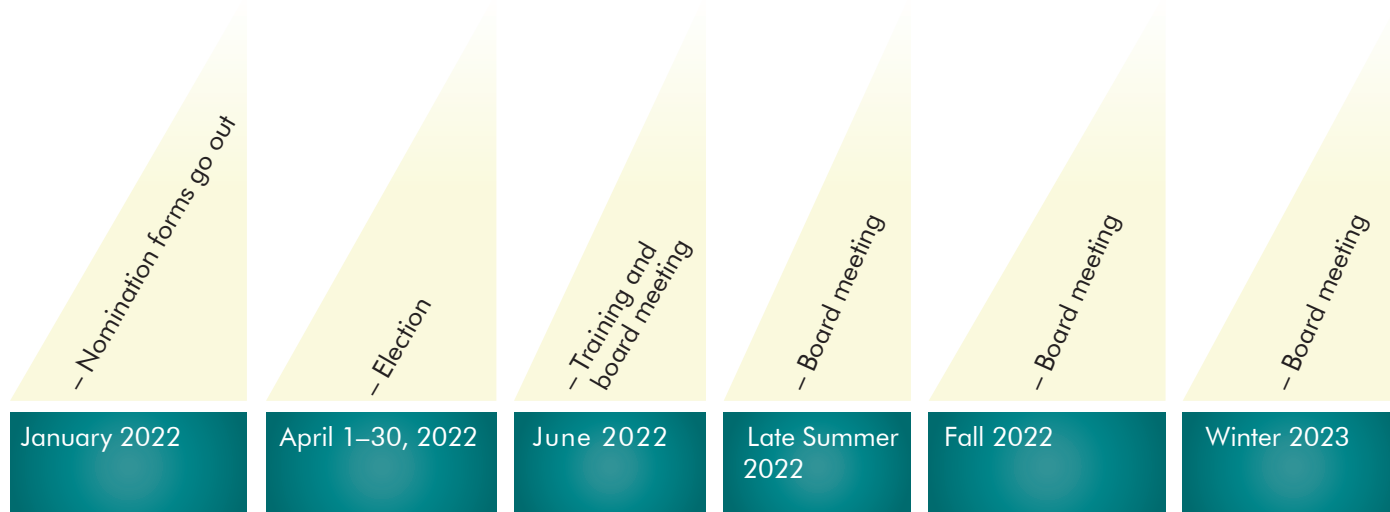 – Nomination forms go out
– Election
– Training and
board meeting
– Board meeting
– Board meeting
– Board meeting
January 2022
April 1–30, 2022
June 2022
Late Summer
2022
Fall 2022
Winter 2023